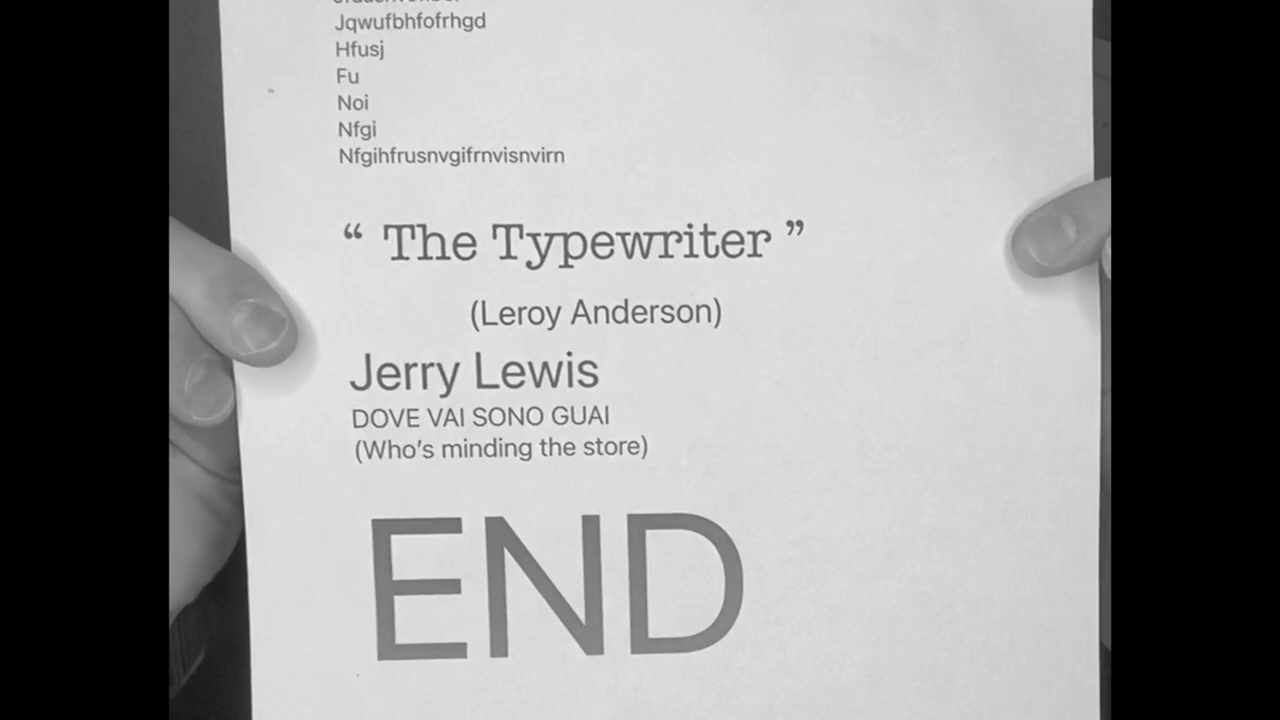 Jqwufbhfofrhgd
Hfusj
Fu
Noi
Nfgi
Nfgihfrusnvgifrnvisnvirn
“ The Typewriter ”
(Leroy Anderson)
Jerry Lewis
DOVE VAI SONO GUAI
(Who’s minding the store)
END